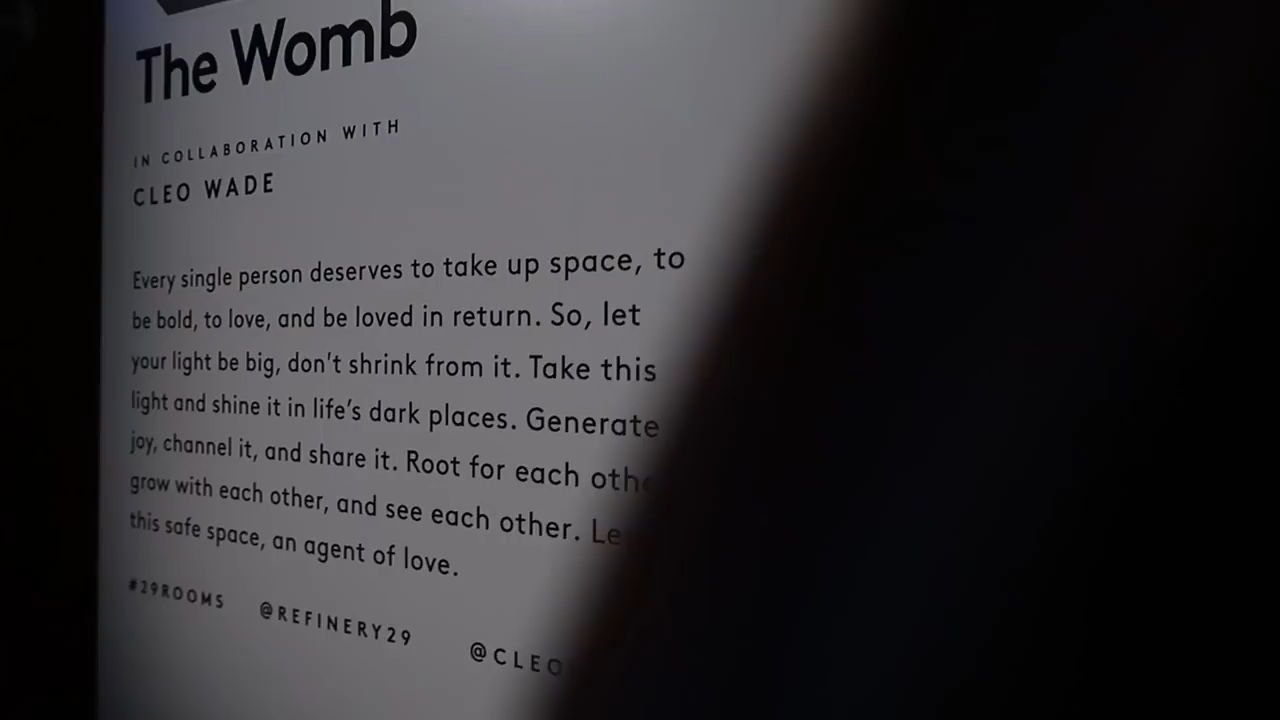 The Womb
IN COLLABORATION WITH
CLEO WADE
Every single person deserves to take up space, to
be bold, to love, and be loved in return. So, let
your light be big, don't shrink from it. Take this
light and shine it in life's dark places. Generate
joy, channel it, and share it. Root for each
grow with each other, and see each other.
this safe space, an agent of love.
#29ROOMS @REFINERY29 @CLEO